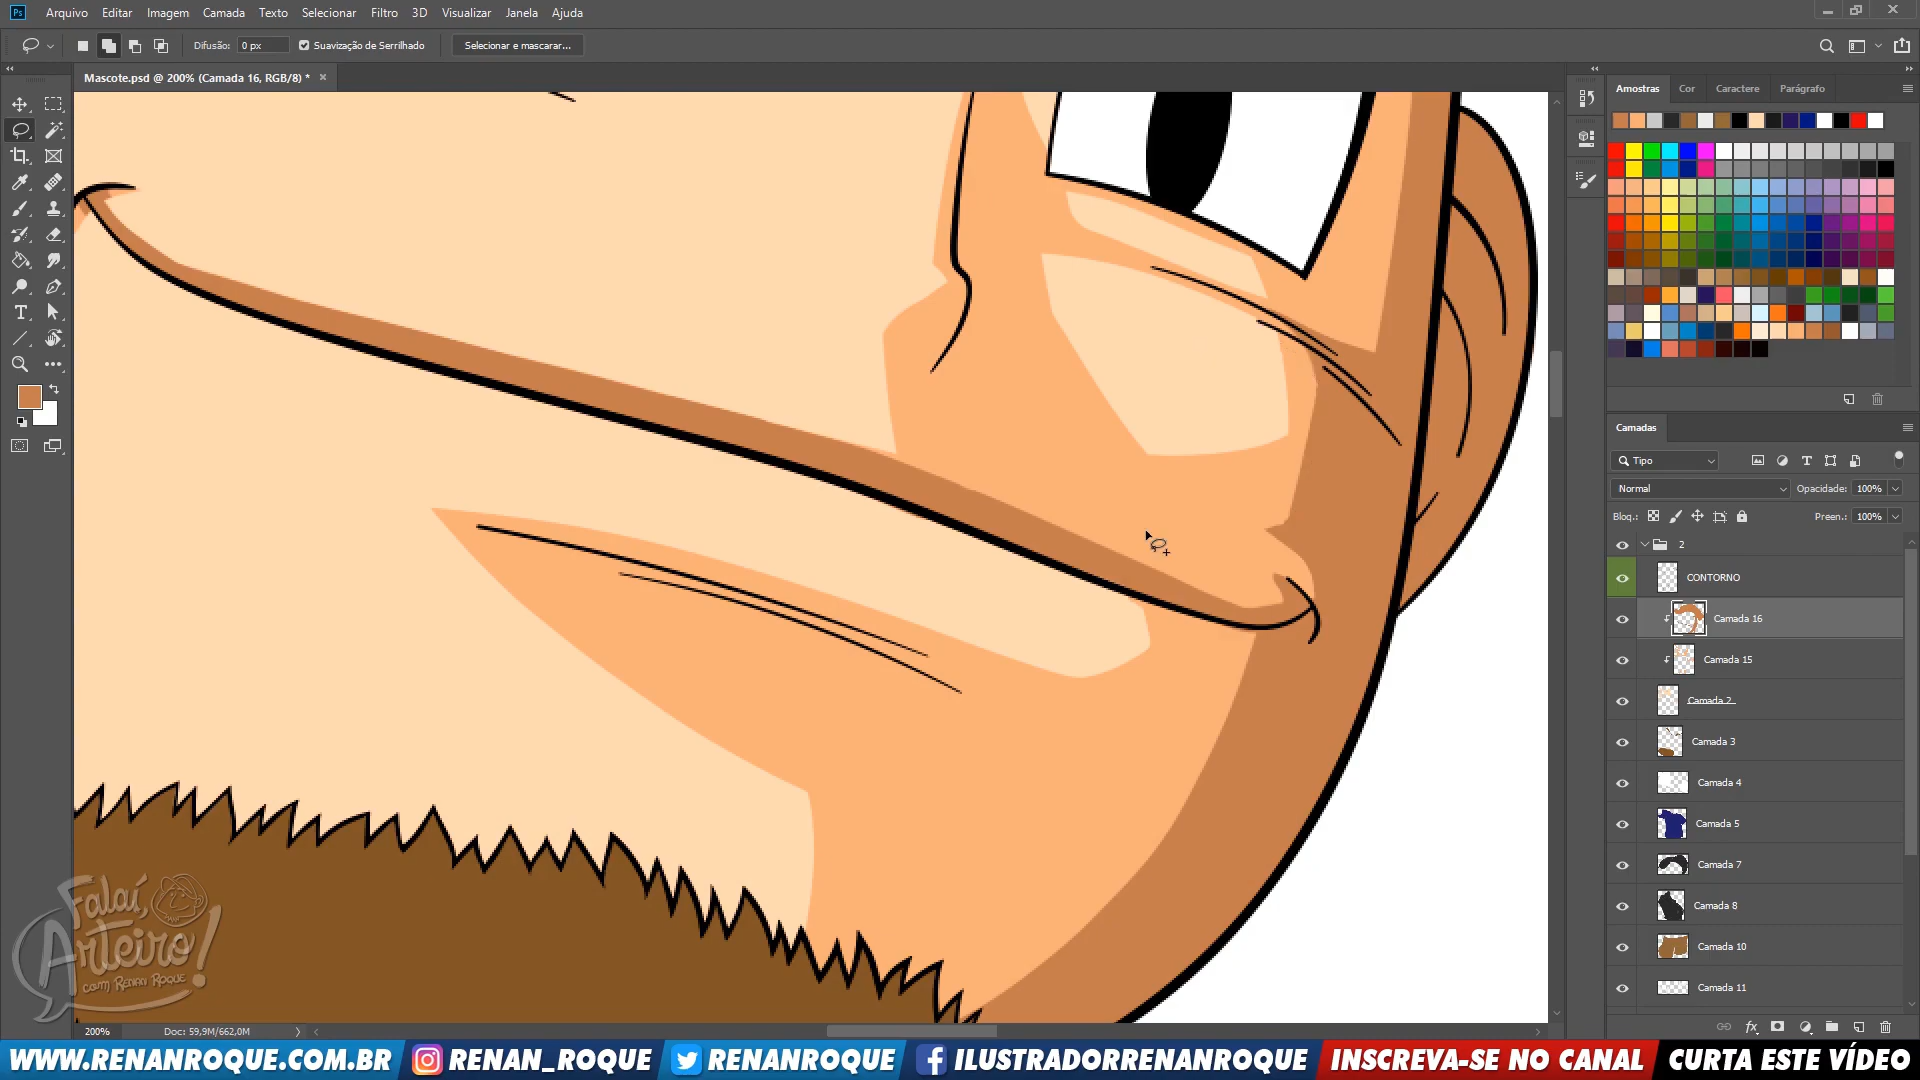 Ps Arquivo Editar Imagem Camada Texto Selecionar Filtro 3D Visualizar Janela Ajuda
Difusão: 0 px Suavização de Serrilhado Selecionar e mascarar...
Mascote.psd @ 200% (Camada 16, RGB/8) *
Amostras Cor Caractere Parágrafo
Camadas
Tipo
Normal Opacidade: 100%
Bloq.: Preen.: 100%
2
CONTORNO
Camada 16
Camada 15
Camada 2
Camada 3
Camada 4
Camada 5
Camada 7
Camada 8
Camada 10
Camada 11
Falaí,
Arteiro!
COM RENAN ROQUE
200% Doc: 59,9M/662,0M
WWW.RENANROQUE.COM.BR RENAN_ROQUE RENANROQUE ILUSTRADORRENANROQUE INSCREVA-SE NO CANAL CURTA ESTE VÍDEO